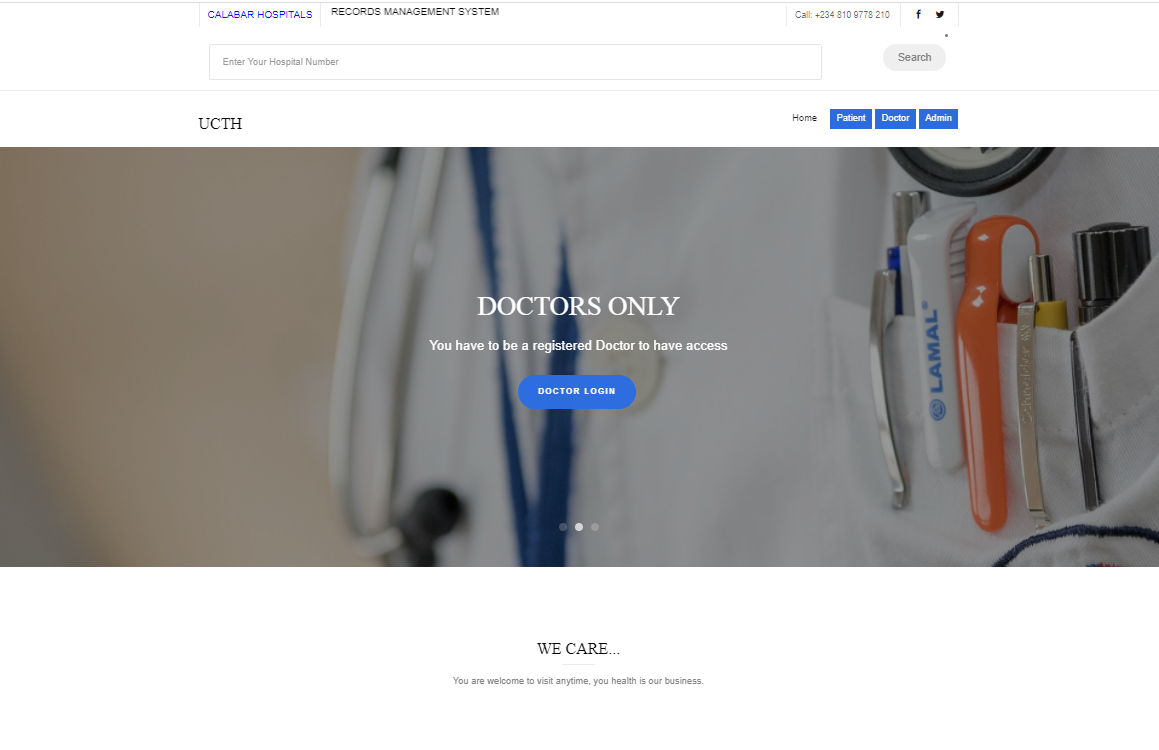 CALABAR HOSPITALS
RECORDS MANAGEMENT SYSTEM
Call: +234 810 9778 210
Enter Your Hospital Number
Search
UCTH
Home
Patient
Doctor
Admin
DOCTORS ONLY
You have to be a registered Doctor to have access
DOCTOR LOGIN
LAMAL
WE CARE...
You are welcome to visit anytime, you health is our business.